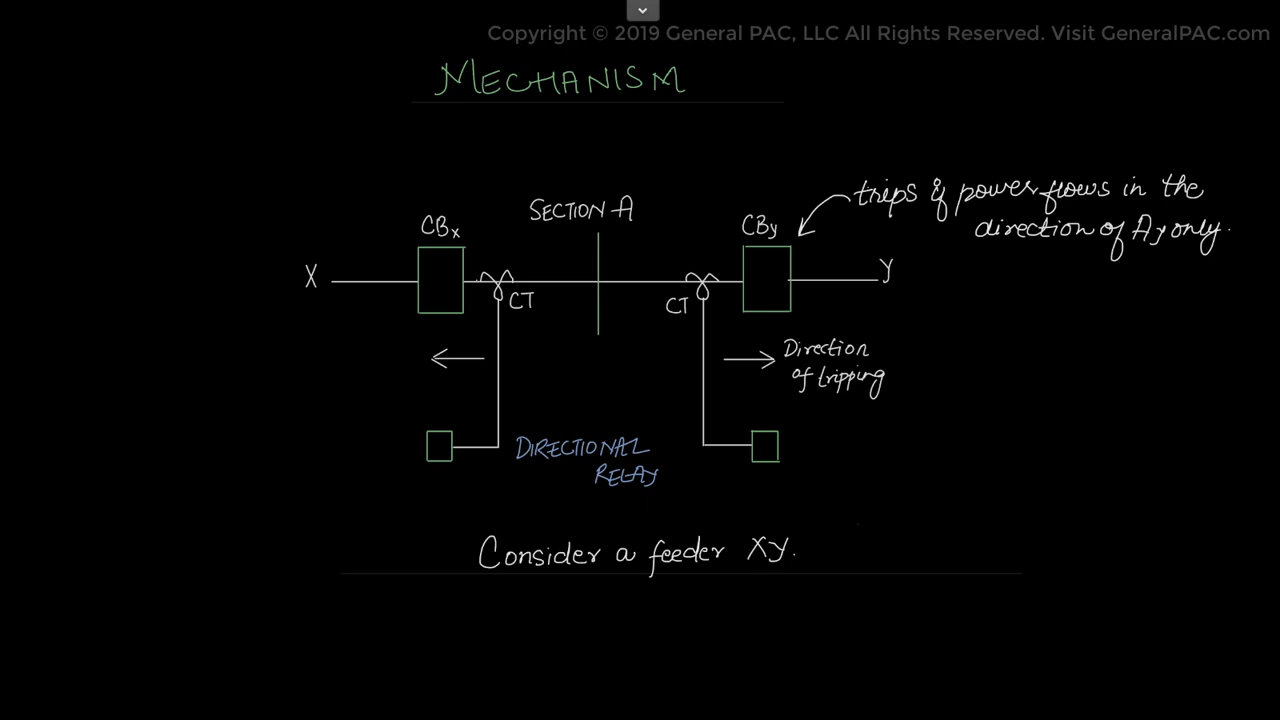 Copyright © 2019 General PAC, LLC All Rights Reserved. Visit GeneralPAC.com
MECHANISM
trips if power flows in the
direction of Ay only.
SECTION-A
CBx
CBy
X
Y
CT
CT
Direction
of tripping
DIRECTIONAL
RELAY
Consider a feeder XY.